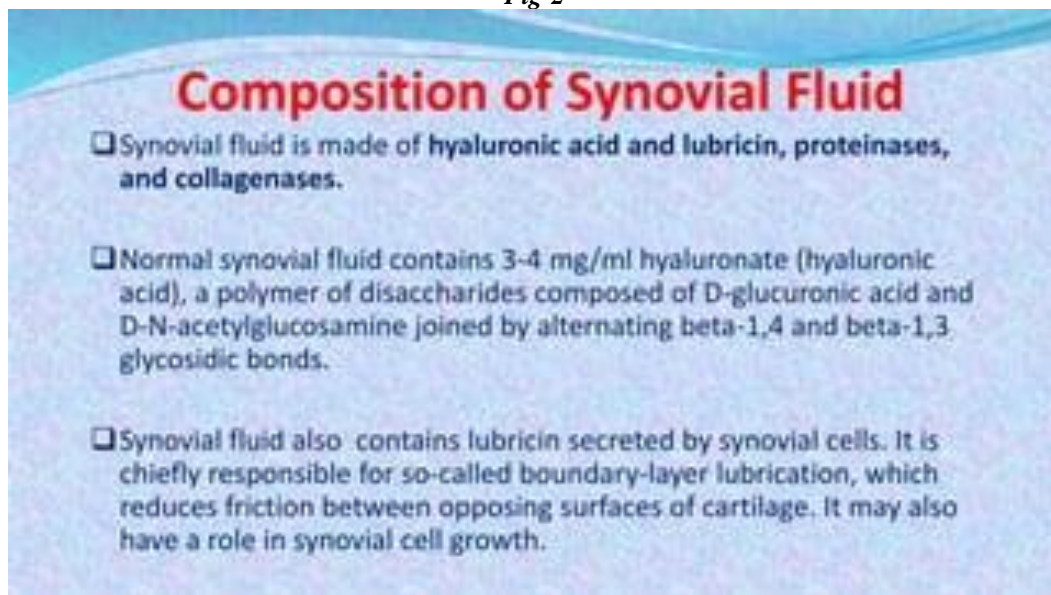 Fig-2
Composition of Synovial Fluid
❑Synovial fluid is made of hyaluronic acid and lubricin, proteinases,
and collagenases.
❑Normal synovial fluid contains 3-4 mg/ml hyaluronate (hyaluronic
acid), a polymer of disaccharides composed of D-glucuronic acid and
D-N-acetylglucosamine joined by alternating beta-1,4 and beta-1,3
glycosidic bonds.
❑Synovial fluid also contains lubricin secreted by synovial cells. It is
chiefly responsible for so-called boundary-layer lubrication, which
reduces friction between opposing surfaces of cartilage. It may also
have a role in synovial cell growth.